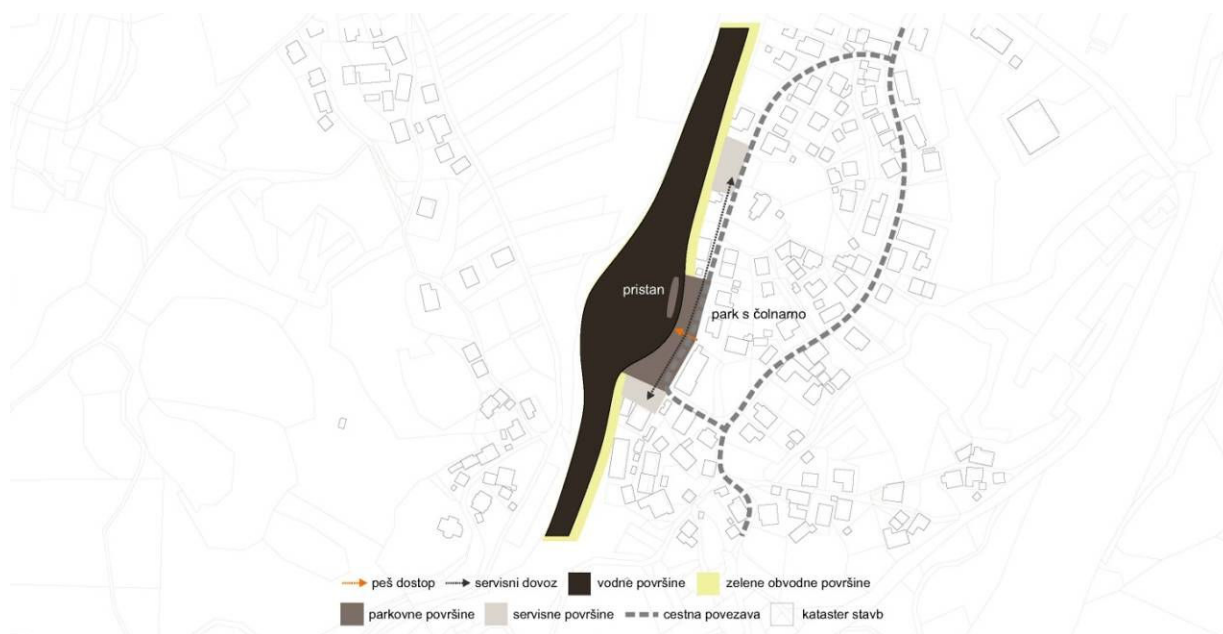 pristan
park s čolnarno
peš dostop
servisni dovoz
vodne površine
zelene obvodne površine
parkovne površine
servisne površine
cestna povezava
kataster stavb